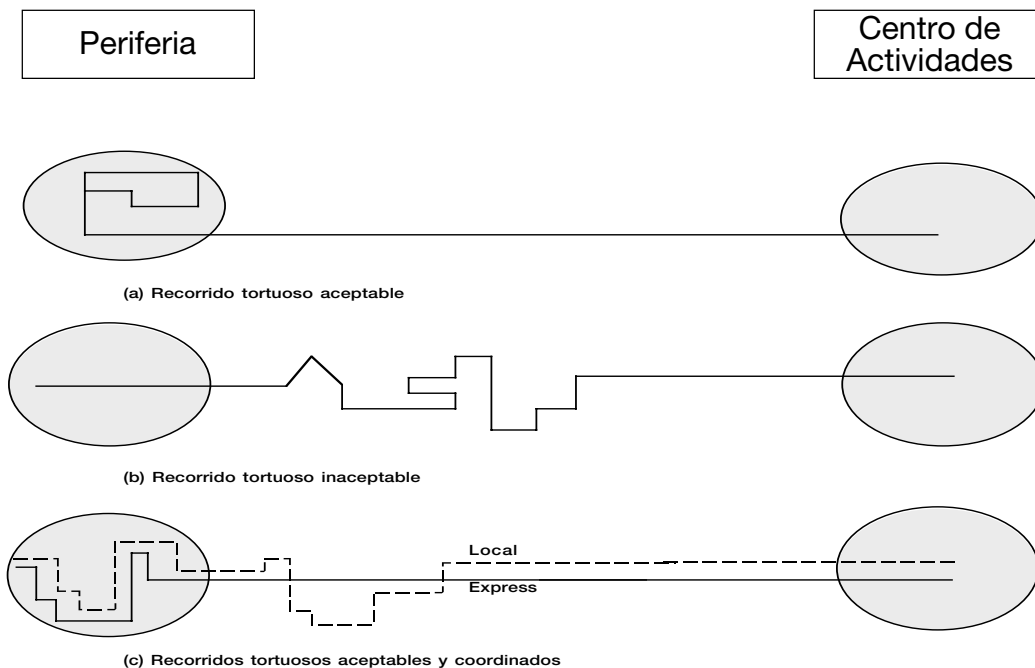 Periferia
Centro de
Actividades
(a) Recorrido tortuoso aceptable
(b) Recorrido tortuoso inaceptable
Local
Express
(c) Recorridos tortuosos aceptables y coordinados